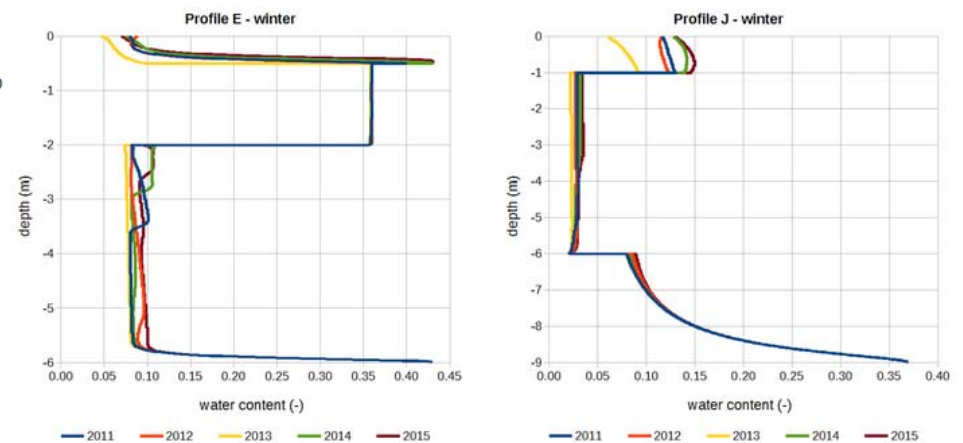 Profile E - winter
0
-1
-2
-3
-4
-5
-6
depth (m)
0.00 0.05 0.10 0.15 0.20 0.25 0.30 0.35 0.40 0.45
water content (-)
2011 2012 2013 2014 2015
Profile J - winter
0
-1
-2
-3
-4
-5
-6
-7
-8
-9
depth (m)
0.00 0.05 0.10 0.15 0.20 0.25 0.30 0.35 0.40
water content (-)
2011 2012 2013 2014 2015